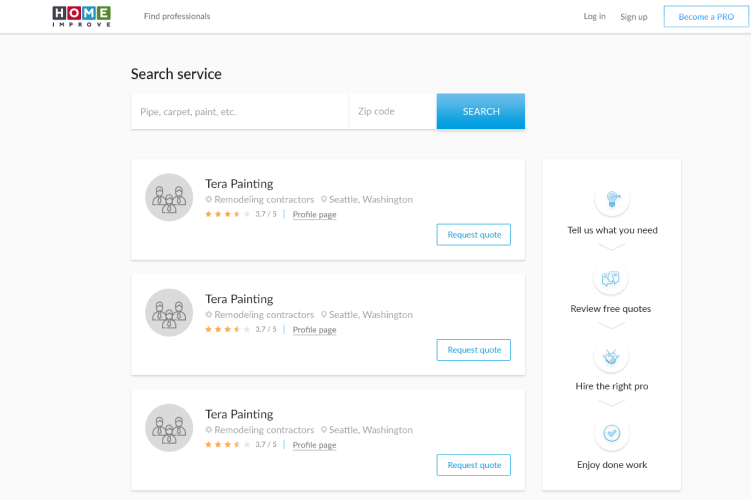 HOME
IMPROVE
Find professionals
Log in
Sign up
Become a PRO
Search service
Pipe, carpet, paint, etc.
Zip code
SEARCH
Tera Painting
Remodeling contractors
Seattle, Washington
3,7 / 5
Profile page
Request quote
Tera Painting
Remodeling contractors
Seattle, Washington
3,7 / 5
Profile page
Request quote
Tera Painting
Remodeling contractors
Seattle, Washington
3,7 / 5
Profile page
Request quote
Tell us what you need
Review free quotes
Hire the right pro
Enjoy done work